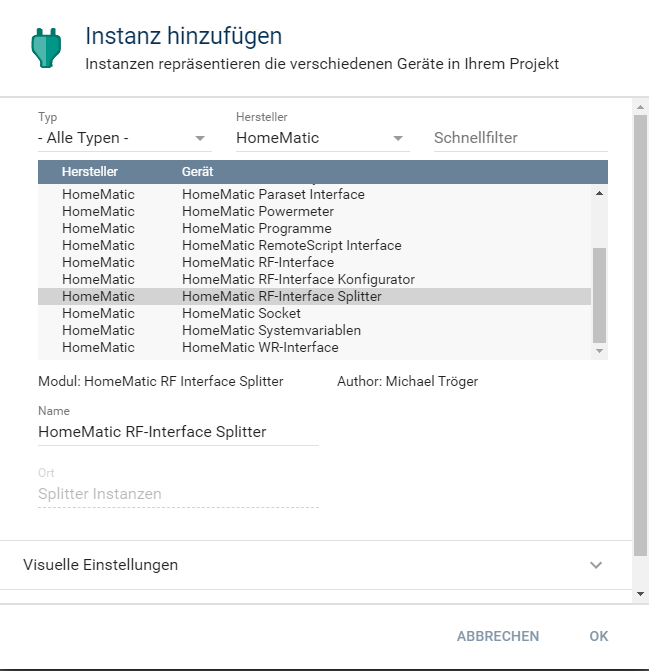 Instanz hinzufügen
Instanzen repräsentieren die verschiedenen Geräte in Ihrem Projekt
Typ Hersteller
- Alle Typen - HomeMatic Schnellfilter
Hersteller Gerät
HomeMatic HomeMatic Paraset Interface
HomeMatic HomeMatic Powermeter
HomeMatic HomeMatic Programme
HomeMatic HomeMatic RemoteScript Interface
HomeMatic HomeMatic RF-Interface
HomeMatic HomeMatic RF-Interface Konfigurator
HomeMatic HomeMatic RF-Interface Splitter
HomeMatic HomeMatic Socket
HomeMatic HomeMatic Systemvariablen
HomeMatic HomeMatic WR-Interface
Modul: HomeMatic RF Interface Splitter Author: Michael Tröger
Name
HomeMatic RF-Interface Splitter
Ort
Splitter Instanzen
Visuelle Einstellungen
ABBRECHEN OK